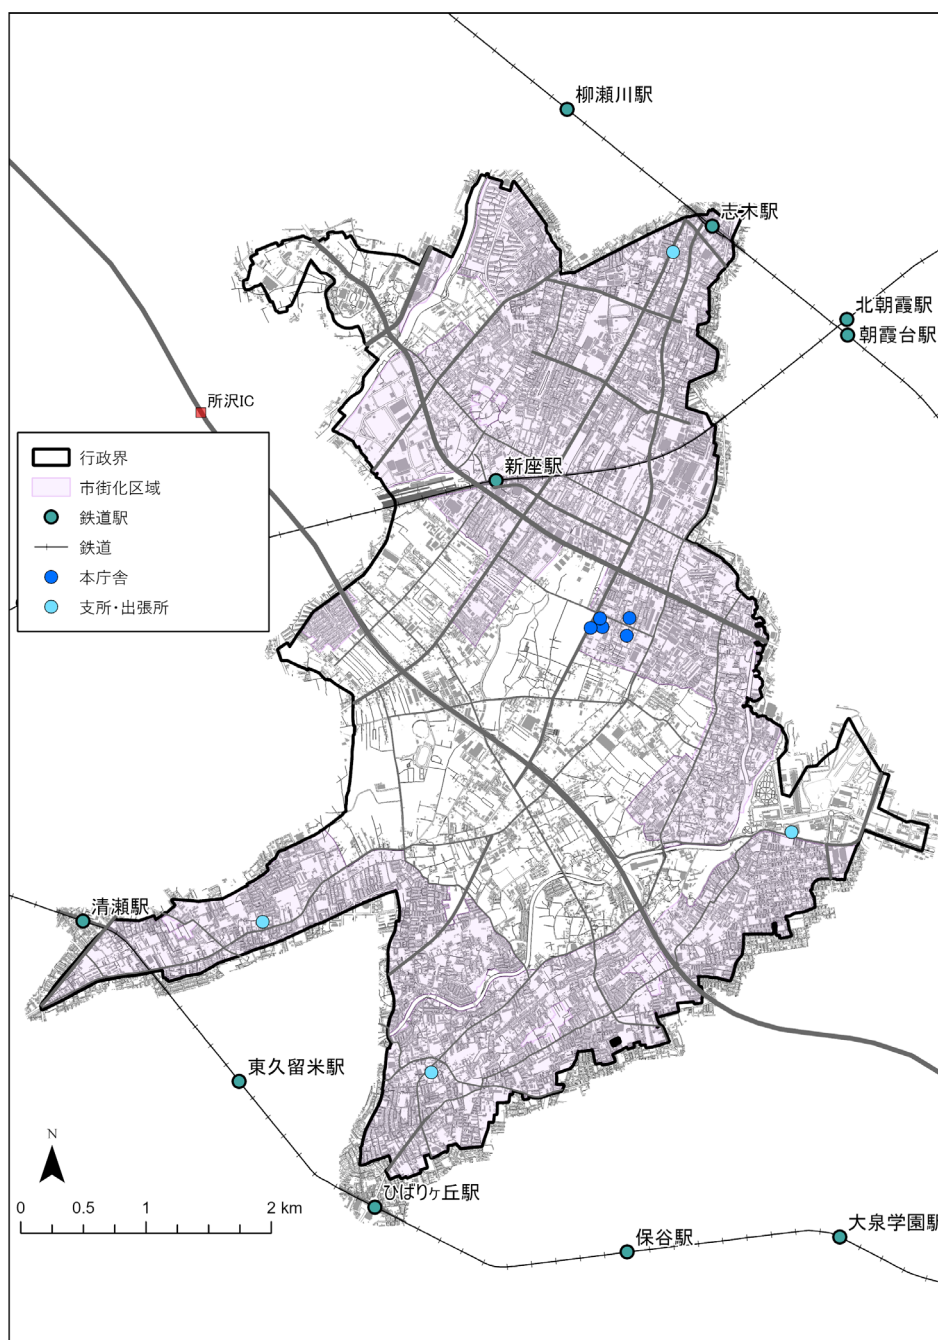 柳瀬川駅
志木駅
北朝霞駅
朝霞台駅
所沢IC
新座駅
行政界
市街化区域
鉄道駅
鉄道
本庁舎
支所・出張所
清瀬駅
東久留米駅
ひばりヶ丘駅
保谷駅
大泉学園駅
N
0 0.5 1 2 km